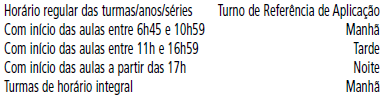 Horário regular das turmas/anos/séries Turno de Referência de Aplicação
Com início das aulas entre 6h45 e 10h59 Manhã
Com início das aulas entre 11h e 16h59 Tarde
Com início das aulas a partir das 17h Noite
Turmas de horário integral Manhã